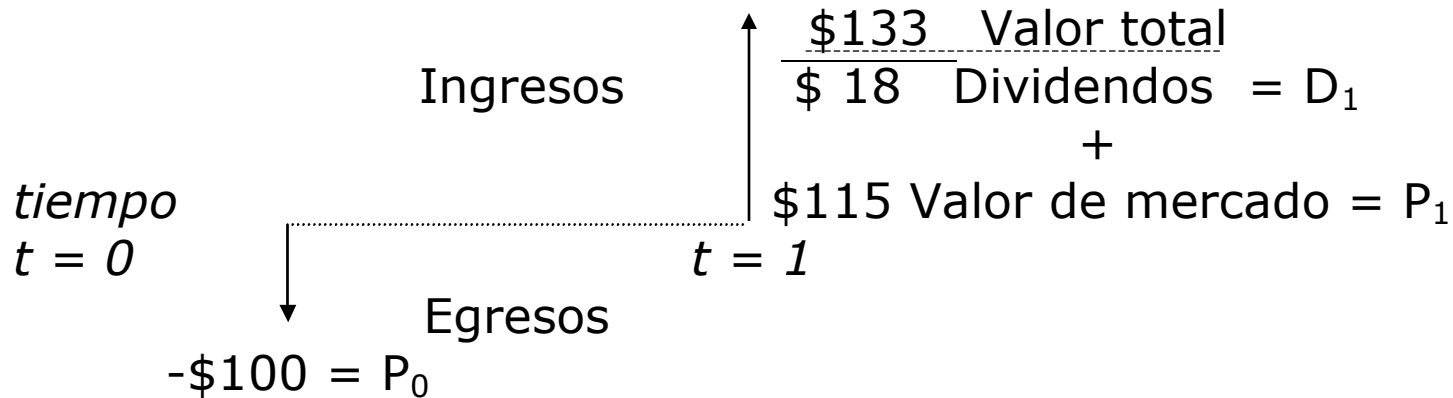 $133 Valor total
Ingresos $ 18 Dividendos = D₁
+
tiempo $115 Valor de mercado = P₁
t = 0 t = 1
Egresos
-$100 = P₀